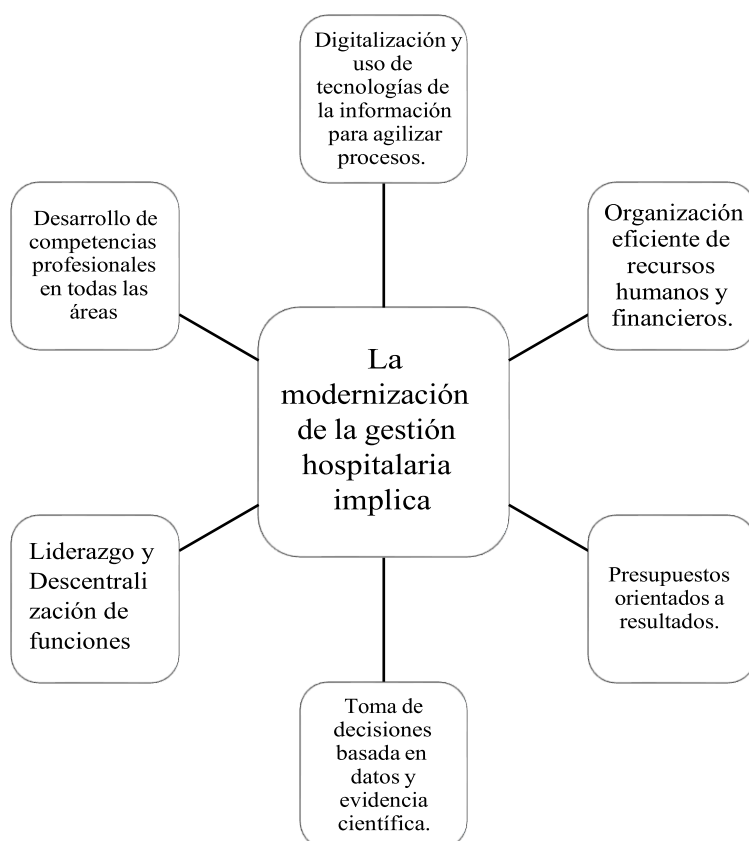 Digitalización y
uso de
tecnologías de
la información
para agilizar
procesos.
Organización
eficiente de
recursos
humanos y
financieros.
Presupuestos
orientados a
resultados.
Toma de
decisiones
basada en
datos y
evidencia
científica.
Liderazgo y
Descentrali
zación de
funciones
Desarrollo de
competencias
profesionales
en todas las
áreas
La
modernización
de la gestión
hospitalaria
implica